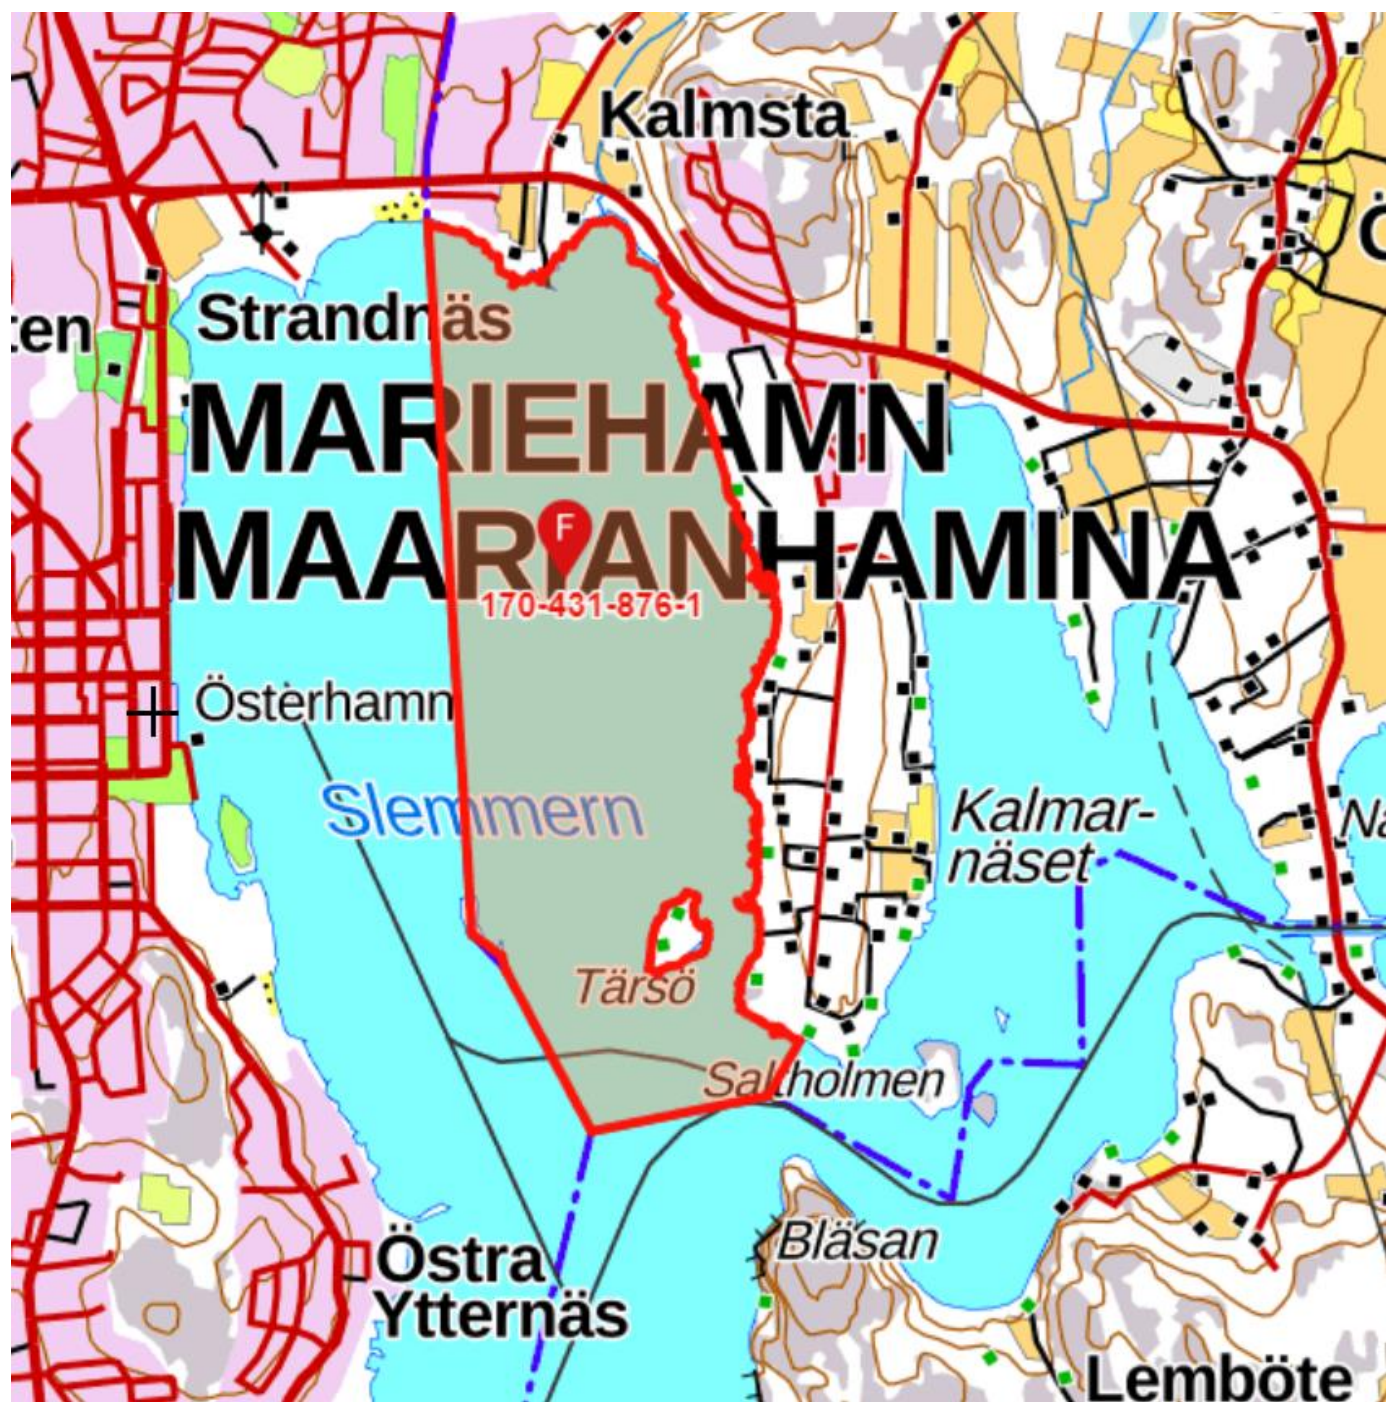 Kalmsta
Ö
ten
Strandnäs
MARIEHAMN
MAARIANHAMINA
F
170-431-876-1
Österhamn
Slemmern
Kalmar-
näset
Na
Tärsö
Saltholmen
Östra
Ytternäs
Bläsan
Lemböte